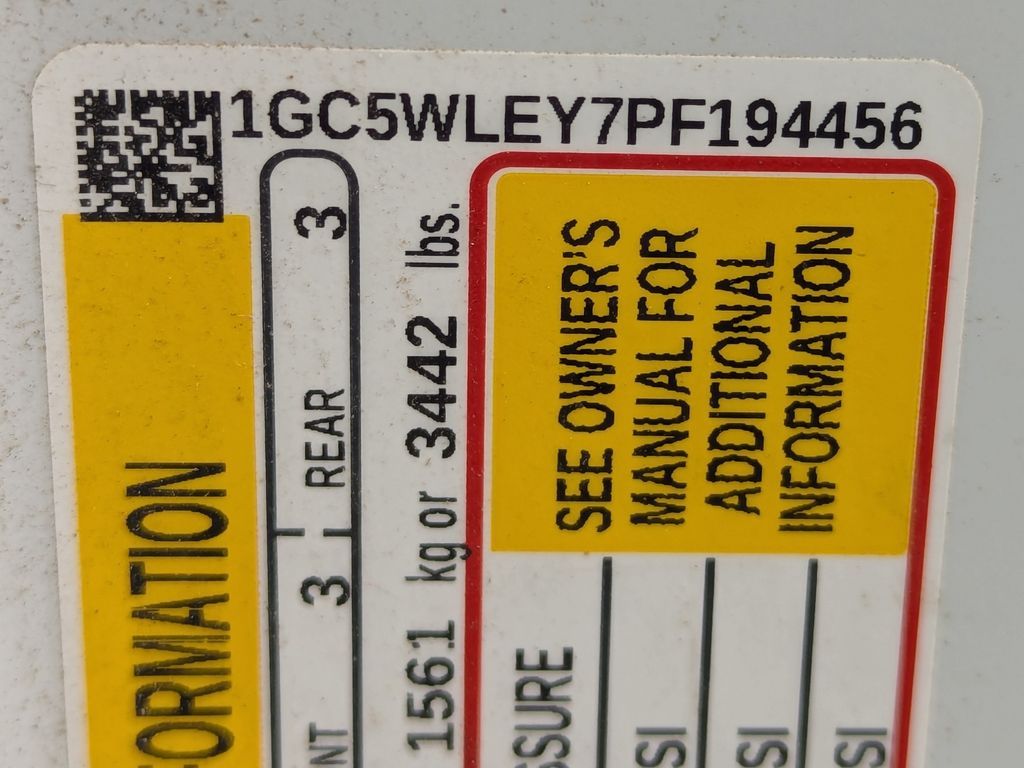 1GC5WLEY7PF194456
FORMATION
NT 3 REAR 3
1561 kg or 3442 lbs.
SSURE
SEE OWNER'S
MANUAL FOR
ADDITIONAL
INFORMATION
SI
SI
SI